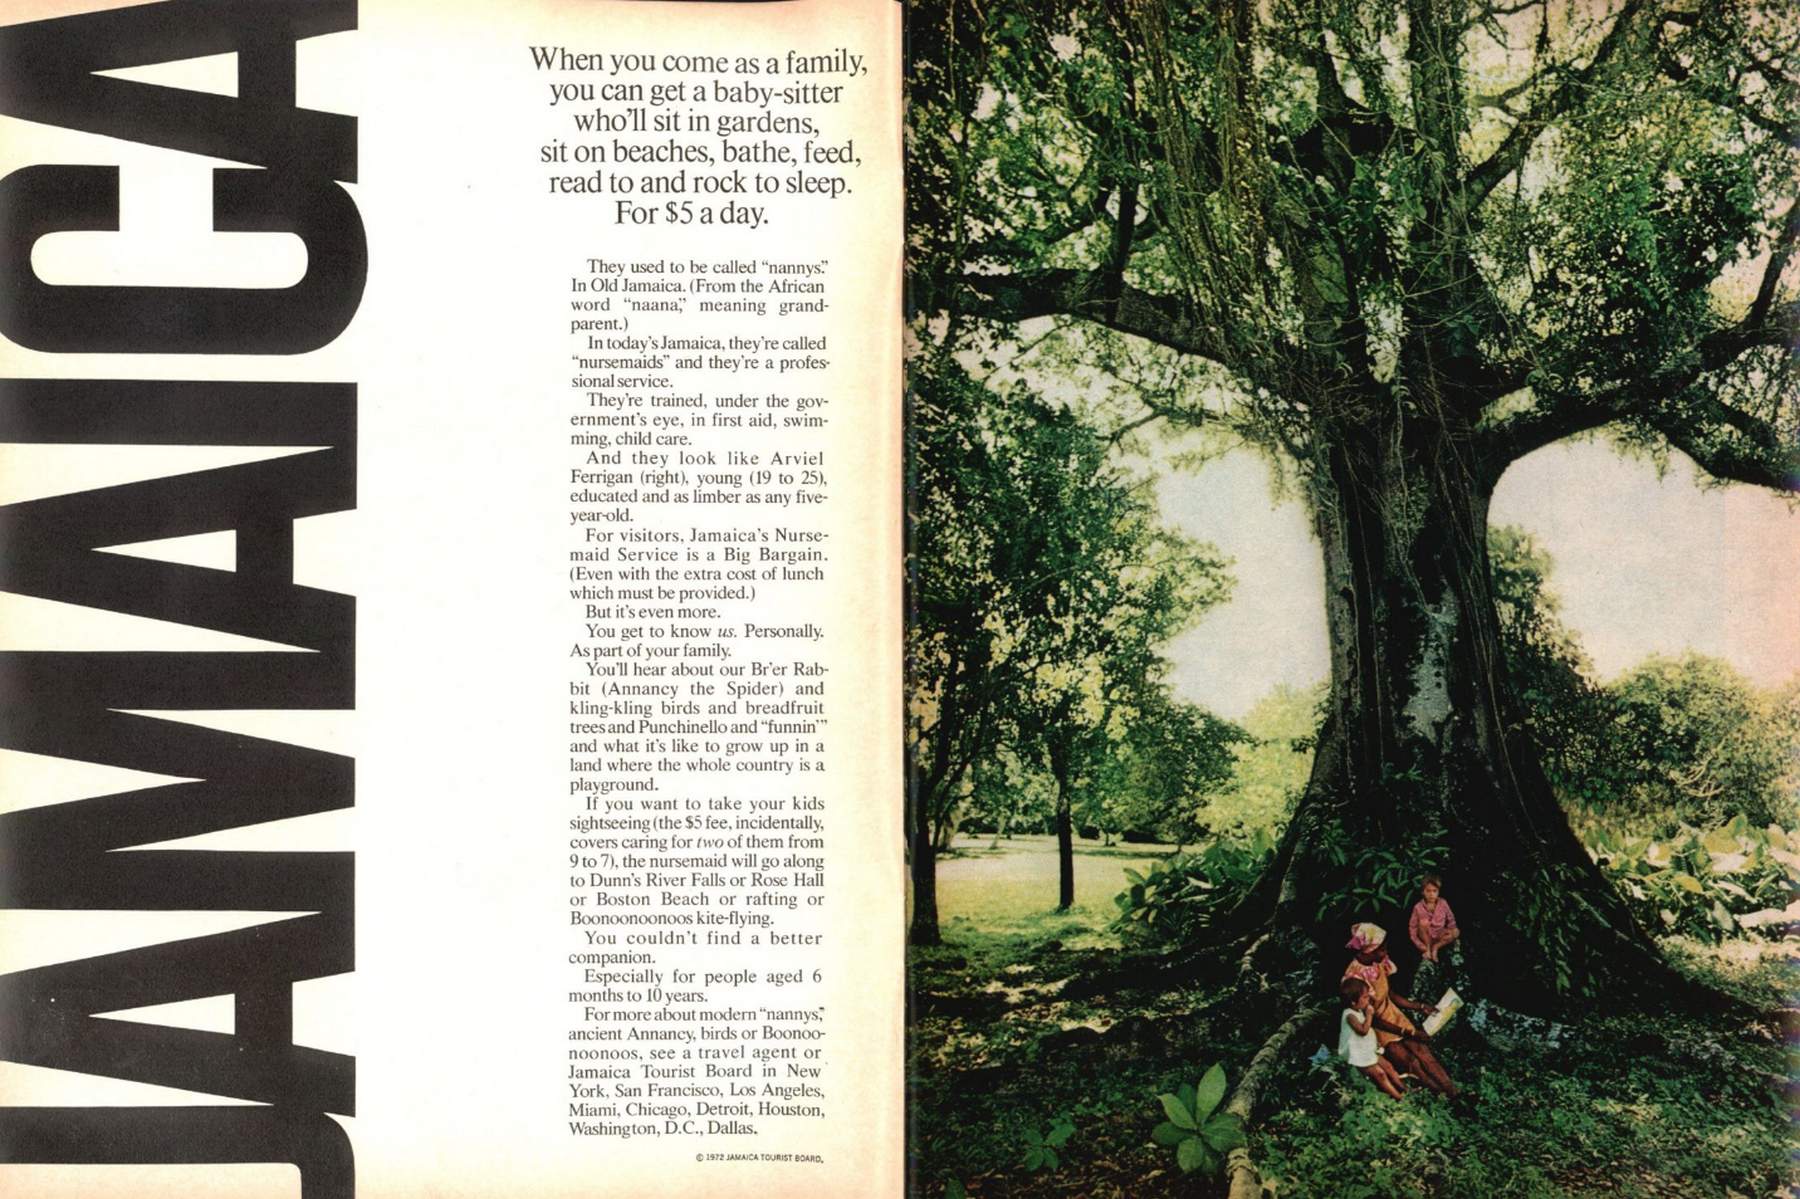 JAMAICA
When you come as a family,
you can get a baby-sitter
who'll sit in gardens,
sit on beaches, bathe, feed,
read to and rock to sleep.
For $5 a day.
They used to be called “nannys.”
In Old Jamaica. (From the African
word “naana,” meaning grand-
parent.)
In today's Jamaica, they're called
“nursemaids” and they're a profes-
sional service.
They're trained, under the gov-
ernment's eye, in first aid, swim-
ming, child care.
And they look like Arviel
Ferrigan (right), young (19 to 25),
educated and as limber as any five-
year-old.
For visitors, Jamaica's Nurse-
maid Service is a Big Bargain.
(Even with the extra cost of lunch
which must be provided.)
But it's even more.
You get to know us. Personally.
As part of your family.
You'll hear about our Br'er Rab-
bit (Annancy the Spider) and
kling-kling birds and breadfruit
trees and Punchinello and “funnin'”
and what it's like to grow up in a
land where the whole country is a
playground.
If you want to take your kids
sightseeing (the $5 fee, incidentally,
covers caring for two of them from
9 to 7), the nursemaid will go along
to Dunn's River Falls or Rose Hall
or Boston Beach or rafting or
Boonoonoonoos kite-flying.
You couldn't find a better
companion.
Especially for people aged 6
months to 10 years.
For more about modern “nannys,”
ancient Annancy, birds or Boonoo-
noonoos, see a travel agent or
Jamaica Tourist Board in New
York, San Francisco, Los Angeles,
Miami, Chicago, Detroit, Houston,
Washington, D.C., Dallas.
© 1972 JAMAICA TOURIST BOARD.